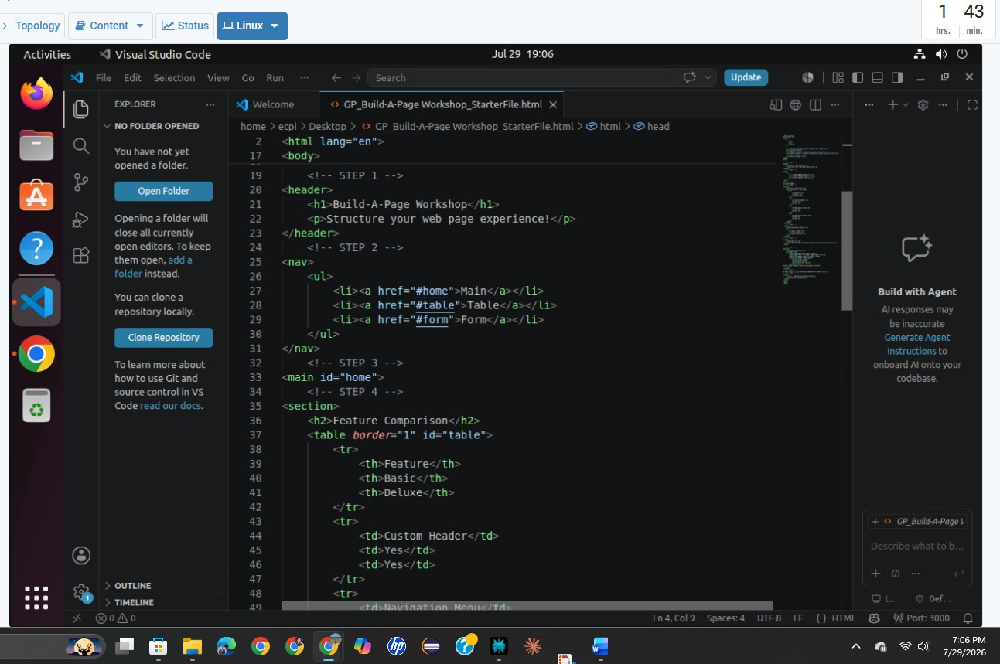 Topology
Content
Status
Linux
1 43
hrs. min.
Activities
Visual Studio Code
Jul 29 19:06
File Edit Selection View Go Run ···
Search
Update
EXPLORER
NO FOLDER OPENED
You have not yet
opened a folder.
Open Folder
Opening a folder will
close all currently
open editors. To keep
them open, add a
folder instead.
You can clone a
repository locally.
Clone Repository
To learn more about
how to use Git and
source control in VS
Code read our docs.
OUTLINE
TIMELINE
Welcome
GP_Build-A-Page Workshop_StarterFile.html
home > ecpi > Desktop > GP_Build-A-Page Workshop_StarterFile.html > html > head
2 <html lang="en">
17 <body>
19 <!-- STEP 1 -->
20 <header>
21 <h1>Build-A-Page Workshop</h1>
22 <p>Structure your web page experience!</p>
23 </header>
24 <!-- STEP 2 -->
25 <nav>
26 <ul>
27 <li><a href="#home">Main</a></li>
28 <li><a href="#table">Table</a></li>
29 <li><a href="#form">Form</a></li>
30 </ul>
31 </nav>
32 <!-- STEP 3 -->
33 <main id="home">
34 <!-- STEP 4 -->
35 <section>
36 <h2>Feature Comparison</h2>
37 <table border="1" id="table">
38 <tr>
39 <th>Feature</th>
40 <th>Basic</th>
41 <th>Deluxe</th>
42 </tr>
43 <tr>
44 <td>Custom Header</td>
45 <td>Yes</td>
46 <td>Yes</td>
47 </tr>
48 <tr>
49 <td>Navigation Menu</td>
Build with Agent
AI responses may
be inaccurate
Generate Agent
Instructions to
onboard AI onto your
codebase.
GP_Build-A-Page
Describe what to b...
L...
Def...
0 0
Ln 4, Col 9
Spaces: 4
UTF-8
LF
{ } HTML
Port: 3000
1
hp
7:06 PM
7/29/2026